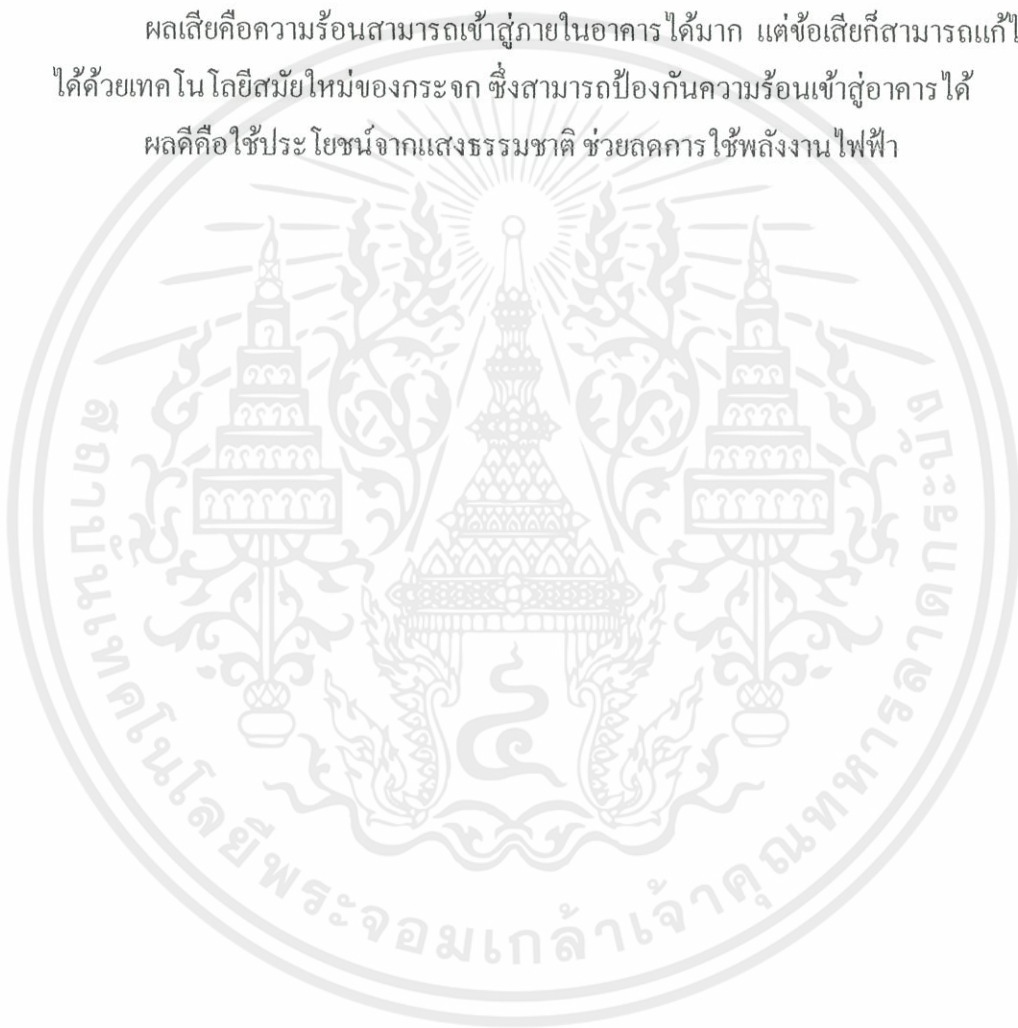 ผลเสียคือความร้อนสามารถเข้าสู่ภายในอาคารได้มาก แต่ข้อเสียก็สามารถแก้ไ
ได้ด้วยเทคโนโลยีสมัยใหม่ของกระจก ซึ่งสามารถป้องกันความร้อนเข้าสู่อาคารได้
ผลดีคือใช้ประโยชน์จากแสงธรรมชาติ ช่วยลดการใช้พลังงานไฟฟ้า
สถาบันเทคโนโลยีพระจอมเกล้าเจ้าคุณทหารลาดกระบัง